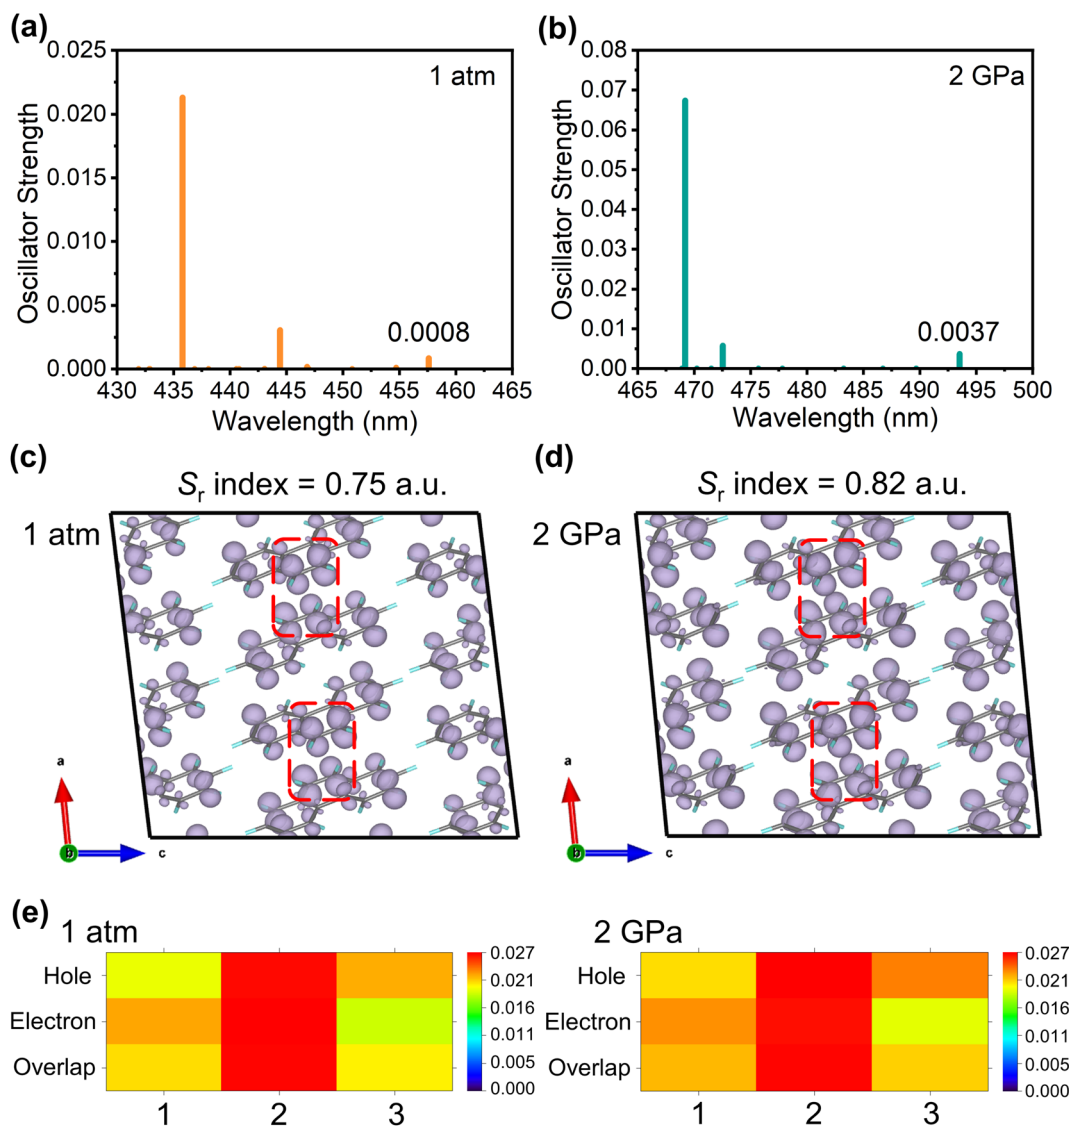 (a)
1 atm
Oscillator Strength
0.025
0.020
0.015
0.010
0.005
0.000
0.0008
430 435 440 445 450 455 460 465
Wavelength (nm)
(b)
2 GPa
Oscillator Strength
0.08
0.07
0.06
0.05
0.04
0.03
0.02
0.01
0.00
0.0037
465 470 475 480 485 490 495 500
Wavelength (nm)
(c)
Sr index = 0.75 a.u.
1 atm
a
b
c
(d)
Sr index = 0.82 a.u.
2 GPa
a
b
c
(e)
1 atm
Hole
Electron
Overlap
1 2 3
0.027
0.021
0.016
0.011
0.005
0.000
2 GPa
Hole
Electron
Overlap
1 2 3
0.027
0.021
0.016
0.011
0.005
0.000